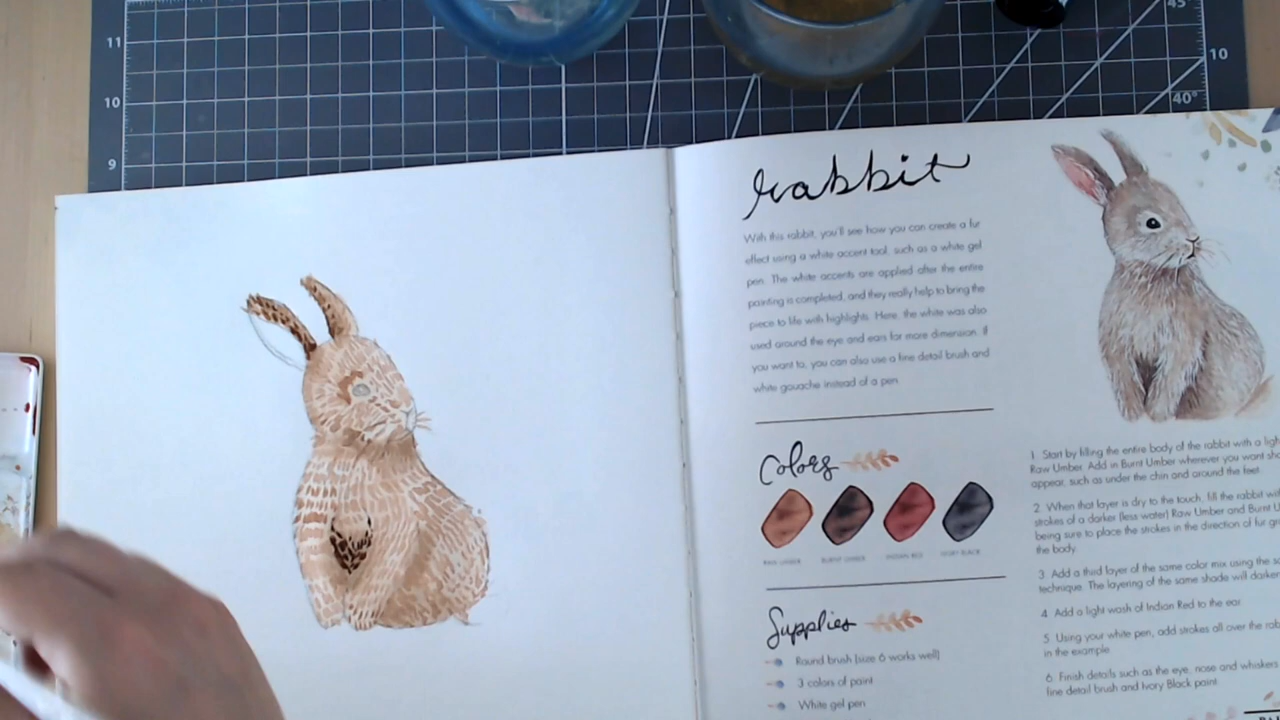 11
10
9
45°
10
40°
rabbit
With this rabbit, you'll see how you can create a fur
effect using a white accent tool, such as a white gel
pen. The white accents are applied after the entire
painting is completed, and they really help to bring the
piece to life with highlights. Here, the white was also
used around the eye and ears for more dimension. If
you want to, you can also use a fine detail brush and
white gouache instead of a pen.
Colors
RAW UMBER
BURNT UMBER
INDIAN RED
IVORY BLACK
Supplies
Round brush (size 6 works well)
3 colors of paint
White gel pen
1. Start by filling the entire body of the rabbit with a light
Raw Umber. Add in Burnt Umber wherever you want
appear, such as under the chin and around the feet.
2. When that layer is dry to the touch, fill the rabbit
strokes of a darker (less water) Raw Umber and Burnt
being sure to place the strokes in the direction of fur
the body.
3. Add a third layer of the same color mix using the
technique. The layering of the same shade will darken
4. Add a light wash of Indian Red to the ear.
5. Using your white pen, add strokes all over the
in the example.
6. Finish details such as the eye, nose and whiskers
fine detail brush and Ivory Black paint.